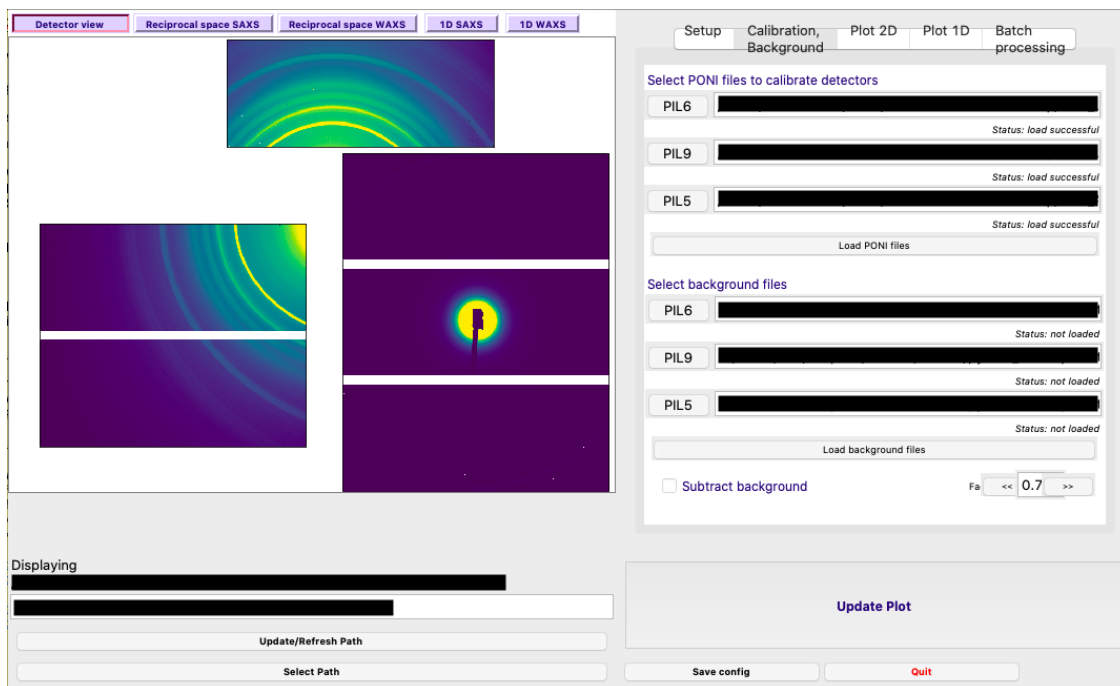 Detector view
Reciprocal space SAXS
Reciprocal space WAXS
1D SAXS
1D WAXS
Setup
Calibration,
Background
Plot 2D
Plot 1D
Batch
processing
Select PONI files to calibrate detectors
PIL6
Status: load successful
PIL9
Status: load successful
PIL5
Status: load successful
Load PONI files
Select background files
PIL6
Status: not loaded
PIL9
Status: not loaded
PIL5
Status: not loaded
Load background files
Subtract background
Fa
<<
0.7
>>
Displaying
Update/Refresh Path
Select Path
Update Plot
Save config
Quit